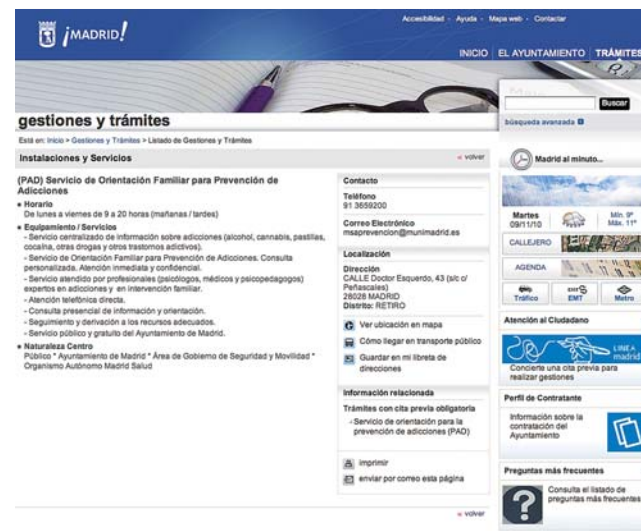 Accesibilidad - Ayuda - Mapa web - Contactar
¡MADRID!
INICIO EL AYUNTAMIENTO TRÁMITES
gestiones y trámites
Está en: Inicio > Gestiones y Trámites > Listado de Gestiones y Trámites
Instalaciones y Servicios
volver
(PAD) Servicio de Orientación Familiar para Prevención de
Adicciones
Horario
De lunes a viernes de 9 a 20 horas (mañanas / tardes)
Equipamiento / Servicios
- Servicio centralizado de información sobre adicciones (alcohol, cannabis, pastillas,
cocaína, otras drogas y otros trastornos adictivos).
- Servicio de Orientación Familiar para Prevención de Adicciones. Consulta
personalizada. Atención inmediata y confidencial.
- Servicio atendido por profesionales (psicólogos, médicos y psicopedagogos)
expertos en adicciones y en intervención familiar.
- Atención telefónica directa.
- Consulta presencial de información y orientación.
- Seguimiento y derivación a los recursos adecuados.
- Servicio público y gratuito del Ayuntamiento de Madrid.
Naturaleza Centro
Público * Ayuntamiento de Madrid * Área de Gobierno de Seguridad y Movilidad *
Organismo Autónomo Madrid Salud
Contacto
Teléfono
91 3659200
Correo Electrónico
msaprevencion@munimadrid.es
Localización
Dirección
CALLE Doctor Esquerdo, 43 (s/c c/
Peñascales)
28028 MADRID
Distrito: RETIRO
Ver ubicación en mapa
Cómo llegar en transporte público
Guardar en mi libreta de
direcciones
Información relacionada
Trámites con cita previa obligatoria
- Servicio de orientación para la
prevención de adicciones (PAD)
imprimir
enviar por correo esta página
volver
Buscar
búsqueda avanzada
Madrid al minuto...
Martes
09/11/10
Mín. 9º
Máx. 11º
CALLEJERO
AGENDA
Tráfico
EMT
Metro
Atención al Ciudadano
LINEA
madrid
Concierte una cita previa para
realizar gestiones
Perfil de Contratante
Información sobre la
contratación del
Ayuntamiento
Preguntas más frecuentes
Consulta el listado de
preguntas más frecuentes